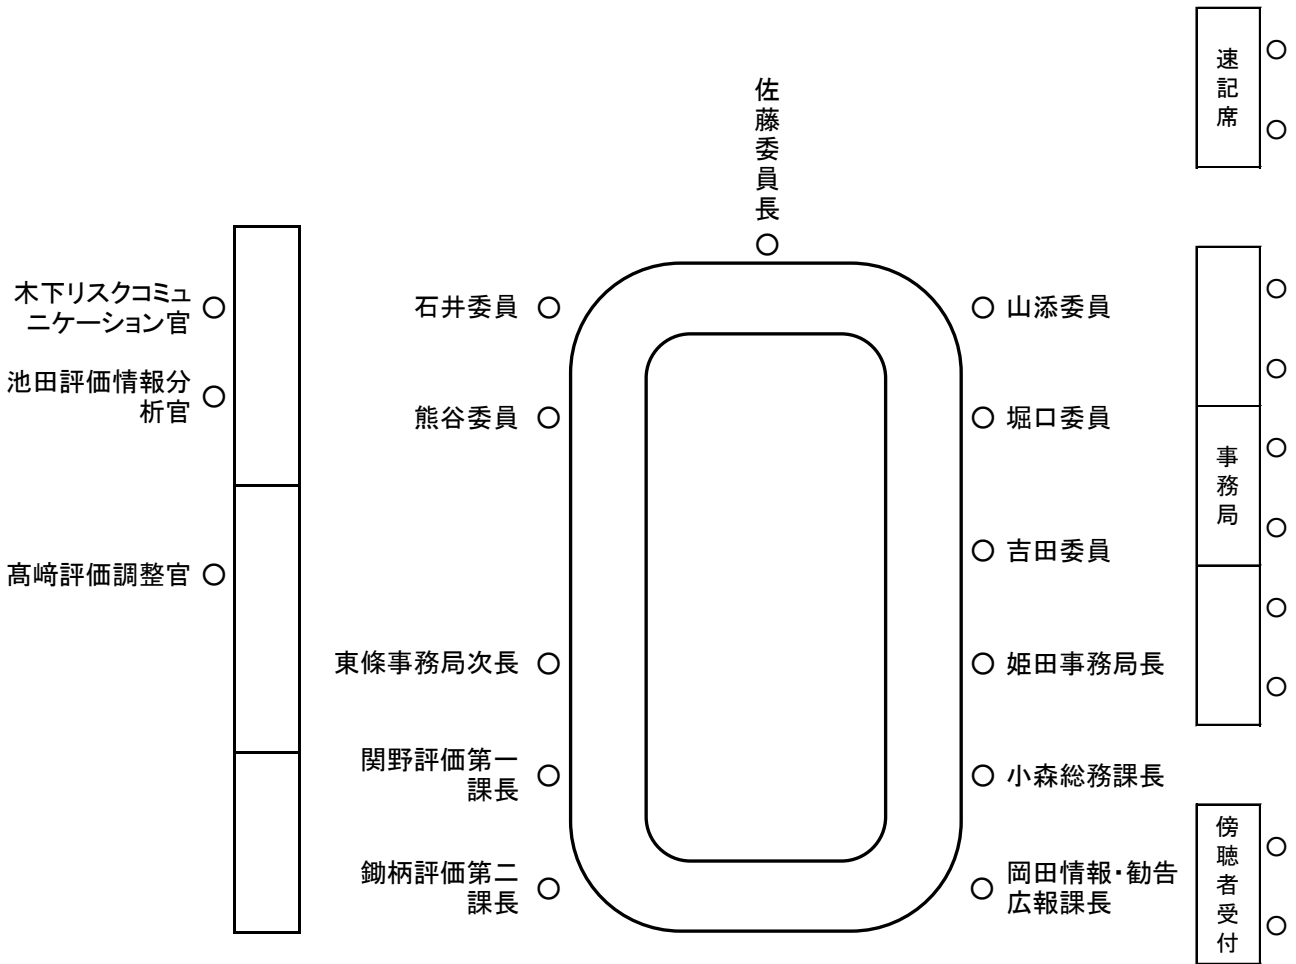 速記席
佐藤委員長
木下リスクコミュ
ニケーション官
池田評価情報分
析官
髙﨑評価調整官
石井委員
熊谷委員
東條事務局次長
関野評価第一
課長
鋤柄評価第二
課長
山添委員
堀口委員
吉田委員
姫田事務局長
小森総務課長
岡田情報・勧告
広報課長
事務局
傍聴者受付